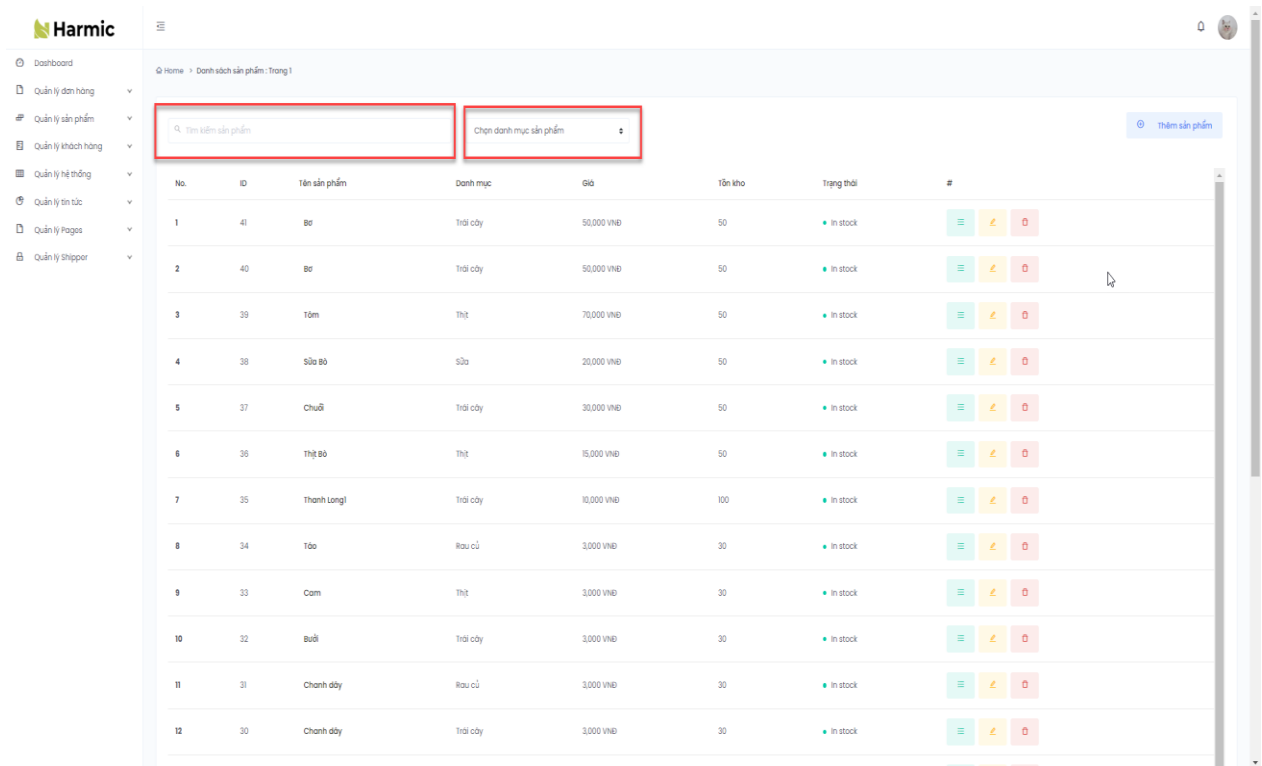 Harmic
Dashboard
Quản lý đơn hàng
Quản lý sản phẩm
Quản lý khách hàng
Quản lý hệ thống
Quản lý tin tức
Quản lý Pages
Quản lý Shipper
Home > Danh sách sản phẩm : Trang 1
Tìm kiếm sản phẩm
Chọn danh mục sản phẩm
Thêm sản phẩm
No. ID Tên sản phẩm Danh mục Giá Tồn kho Trạng thái #
1 41 Bơ Trái cây 50,000 VNĐ 50 In stock
2 40 Bơ Trái cây 50,000 VNĐ 50 In stock
3 39 Tôm Thịt 70,000 VNĐ 50 In stock
4 38 Sữa Bò Sữa 20,000 VNĐ 50 In stock
5 37 Chuối Trái cây 30,000 VNĐ 50 In stock
6 36 Thịt Bò Thịt 15,000 VNĐ 50 In stock
7 35 Thanh Long1 Trái cây 10,000 VNĐ 100 In stock
8 34 Táo Rau củ 3,000 VNĐ 30 In stock
9 33 Cam Thịt 3,000 VNĐ 30 In stock
10 32 Bưởi Trái cây 3,000 VNĐ 30 In stock
11 31 Chanh dây Rau củ 3,000 VNĐ 30 In stock
12 30 Chanh dây Trái cây 3,000 VNĐ 30 In stock